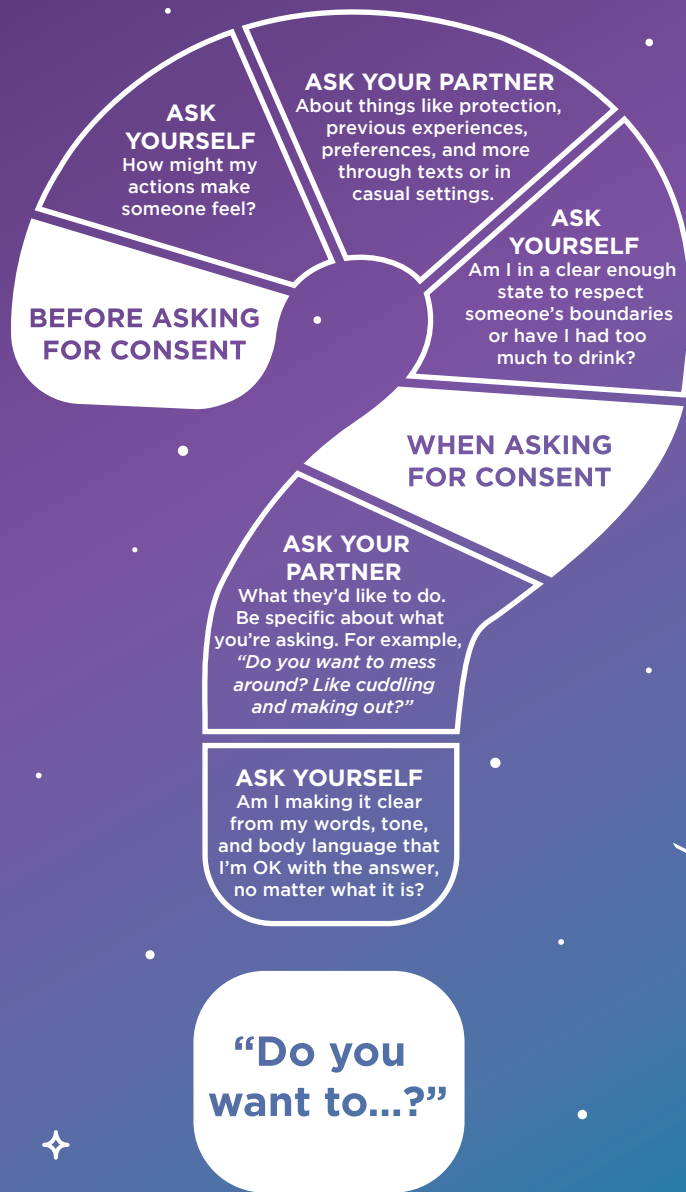 BEFORE ASKING
FOR CONSENT
ASK
YOURSELF
How might my
actions make
someone feel?
ASK YOUR PARTNER
About things like protection,
previous experiences,
preferences, and more
through texts or in
casual settings.
ASK
YOURSELF
Am I in a clear enough
state to respect
someone’s boundaries
or have I had too
much to drink?
WHEN ASKING
FOR CONSENT
ASK YOUR
PARTNER
What they’d like to do.
Be specific about what
you’re asking. For example,
“Do you want to mess
around? Like cuddling
and making out?”
ASK YOURSELF
Am I making it clear
from my words, tone,
and body language that
I’m OK with the answer,
no matter what it is?
“Do you
want to...?”